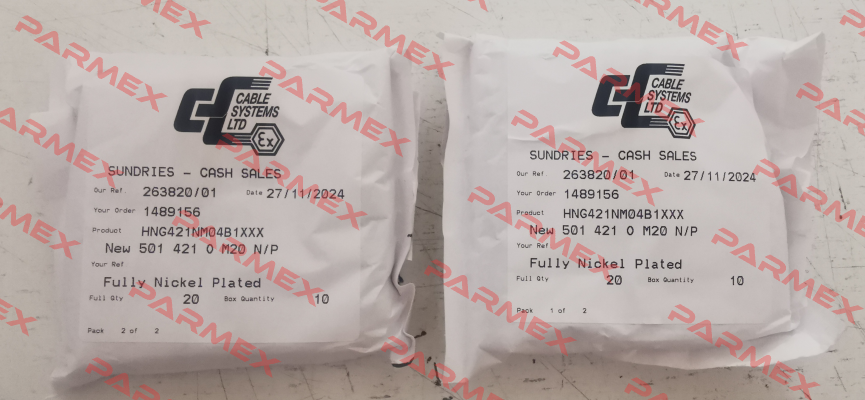 CABLE
SYSTEMS
LTD
Ex
SUNDRIES - CASH SALES
Our Ref. 263820/01 Date 27/11/2024
Your Order 1489156
Product HNG421NM04B1XXX
New 501 421 O M20 N/P
Your Ref
Fully Nickel Plated
Full Qty 20 Box Quantity 10
Pack 2 of 2
CABLE
SYSTEMS
LTD
Ex
SUNDRIES - CASH SALES
Our Ref. 263820/01 Date 27/11/2024
Your Order 1489156
Product HNG421NM04B1XXX
New 501 421 O M20 N/P
Your Ref
Fully Nickel Plated
Full Qty 20 Box Quantity 10
Pack 1 of 2
PARMEX